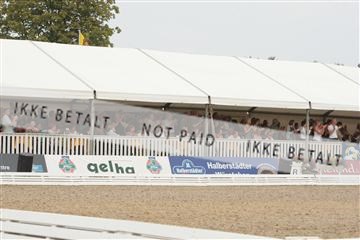 IKKE BETALT NOT PAID IKKE BETALT
gelha
Halberstädter
R